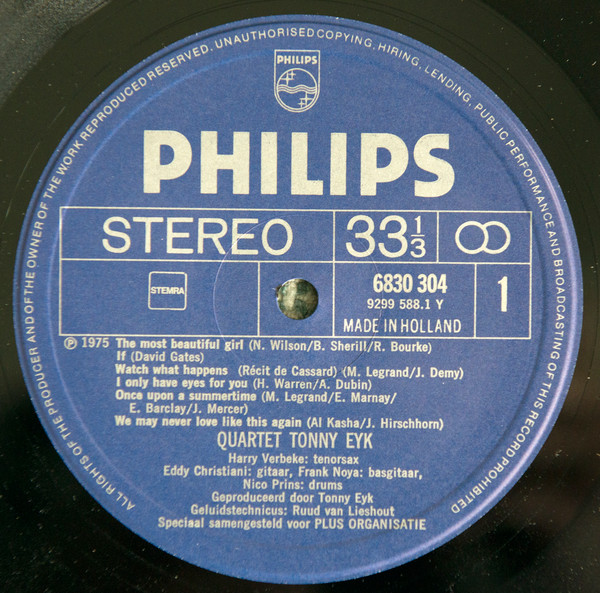 ALL RIGHTS OF THE PRODUCER AND OF THE OWNER OF THE WORK REPRODUCED RESERVED. UNAUTHORISED COPYING, HIRING, LENDING, PUBLIC PERFORMANCE AND BROADCASTING OF THIS RECORD PROHIBITED
PHILIPS
PHILIPS
STEREO 33 1/3
STEMRA
6830 304
9299 588.1 Y
MADE IN HOLLAND
1
℗ 1975 The most beautiful girl (N. Wilson/B. Sherill/R. Bourke)
If (David Gates)
Watch what happens (Récit de Cassard) (M. Legrand/J. Demy)
I only have eyes for you (H. Warren/A. Dubin)
Once upon a summertime (M. Legrand/E. Marnay/
E. Barclay/J. Mercer)
We may never love like this again (Al Kasha/J. Hirschhorn)
QUARTET TONNY EYK
Harry Verbeke: tenorsax
Eddy Christiani: gitaar, Frank Noya: basgitaar,
Nico Prins: drums
Geproduceerd door Tonny Eyk
Geluidstechnicus: Ruud van Lieshout
Speciaal samengesteld voor PLUS ORGANISATIE